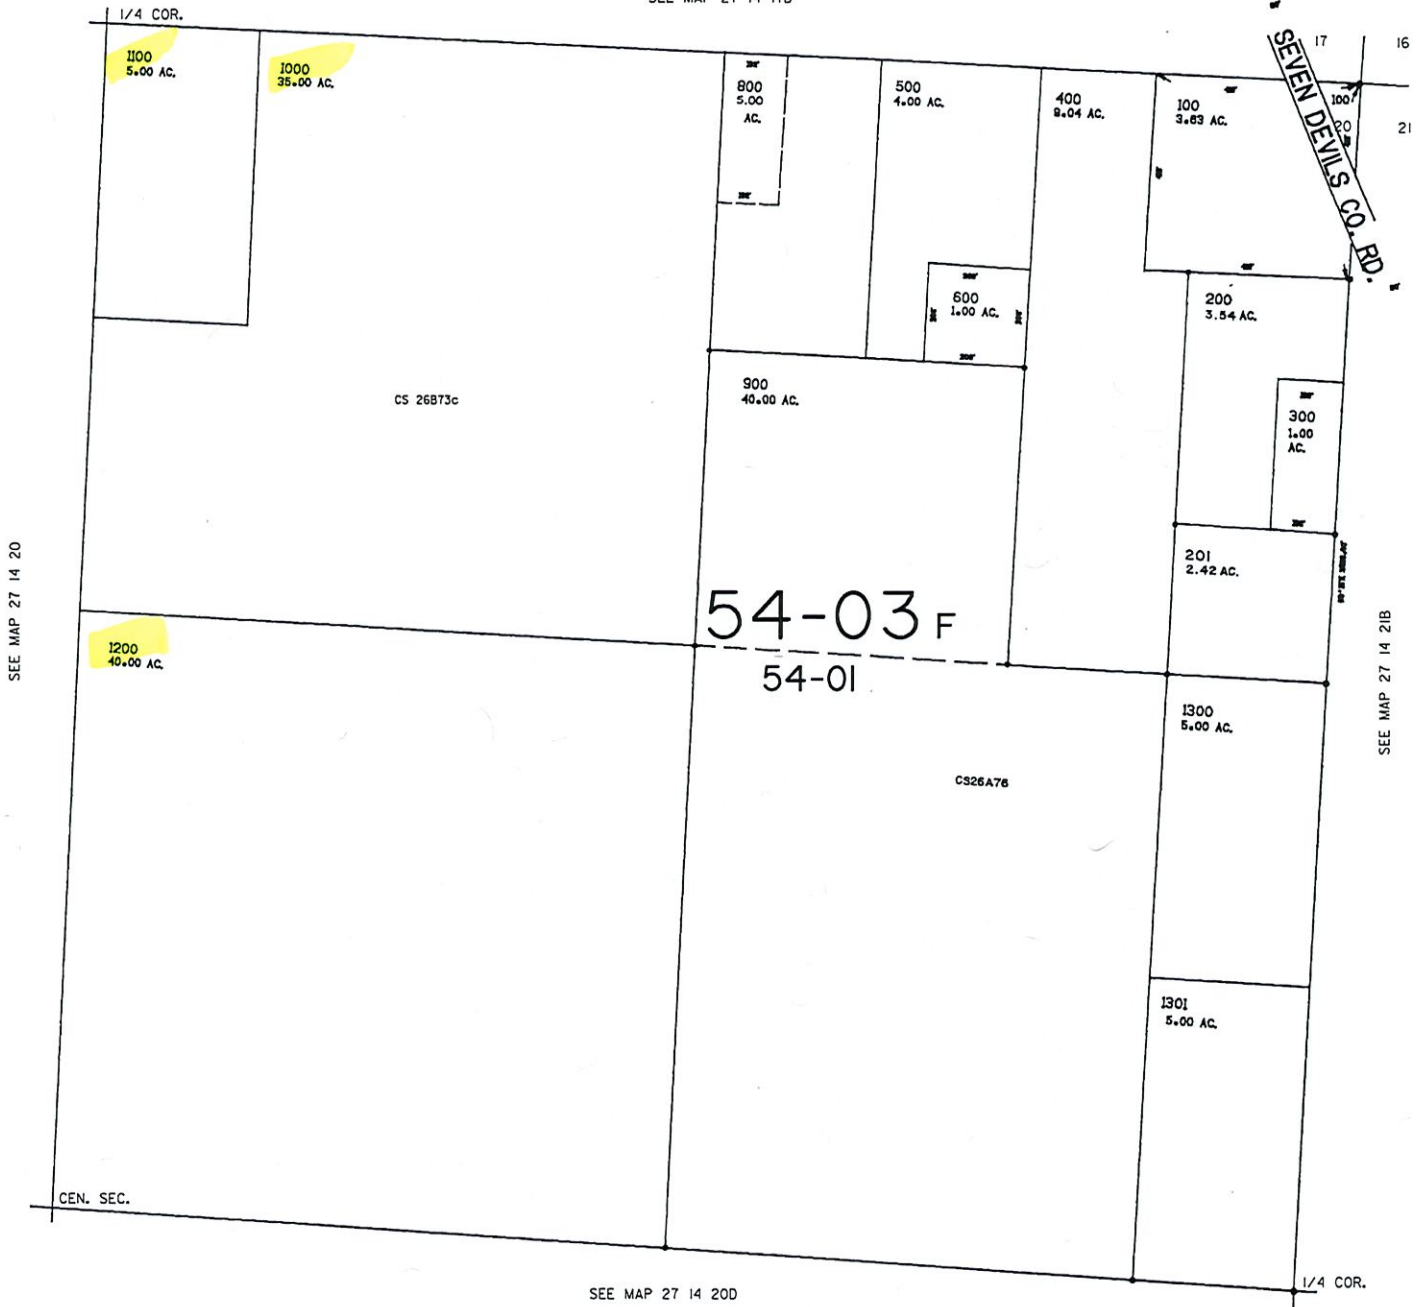 1/4 COR.
1100
5.00 AC.
1000
35.00 AC.
800
5.00
AC.
500
4.00 AC.
400
9.04 AC.
100
3.63 AC.
17
16
100
20
21
SEVEN DEVILS CO. RD.
600
1.00 AC.
200'
200
3.54 AC.
300
1.00
AC.
CS 26B73c
900
40.00 AC.
201
2.42 AC.
SEE MAP 27 14 20
1200
40.00 AC.
54-03 F
54-01
1300
5.00 AC.
SEE MAP 27 14 21B
CS26A76
1301
5.00 AC.
CEN. SEC.
1/4 COR.
SEE MAP 27 14 20D